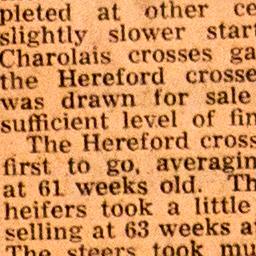 pleted at other ce
slightly slower start
Charolais crosses ga
the Hereford crosse
was drawn for sale
sufficient level of fin
The Hereford cross
first to go, averagin
at 61 weeks old. Th
heifers took a little
selling at 63 weeks a
The steers took mu